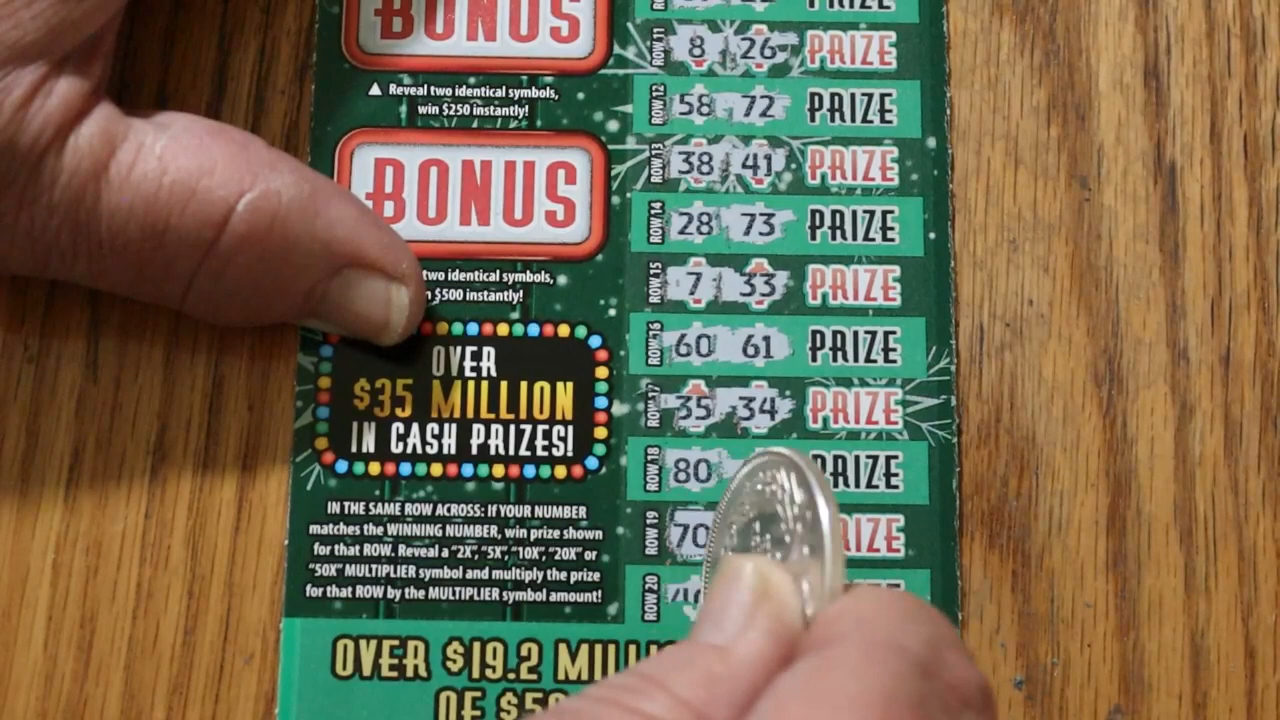 BONUS
▲ Reveal two identical symbols,
win $250 instantly!
BONUS
two identical symbols,
$500 instantly!
OVER
$35 MILLION
IN CASH PRIZES!
IN THE SAME ROW ACROSS: If YOUR NUMBER
matches the WINNING NUMBER, win prize shown
for that ROW. Reveal a "2X", "5X", "10X", "20X" or
"50X" MULTIPLIER symbol and multiply the prize
for that ROW by the MULTIPLIER symbol amount!
OVER $19.2
PRIZE
ROW 11 8 26 PRIZE
ROW 12 58 72 PRIZE
ROW 13 38 41 PRIZE
ROW 14 28 73 PRIZE
ROW 15 7 33 PRIZE
ROW 16 60 61 PRIZE
ROW 17 35 34 PRIZE
ROW 18 80 PRIZE
ROW 19 70 PRIZE
ROW 20